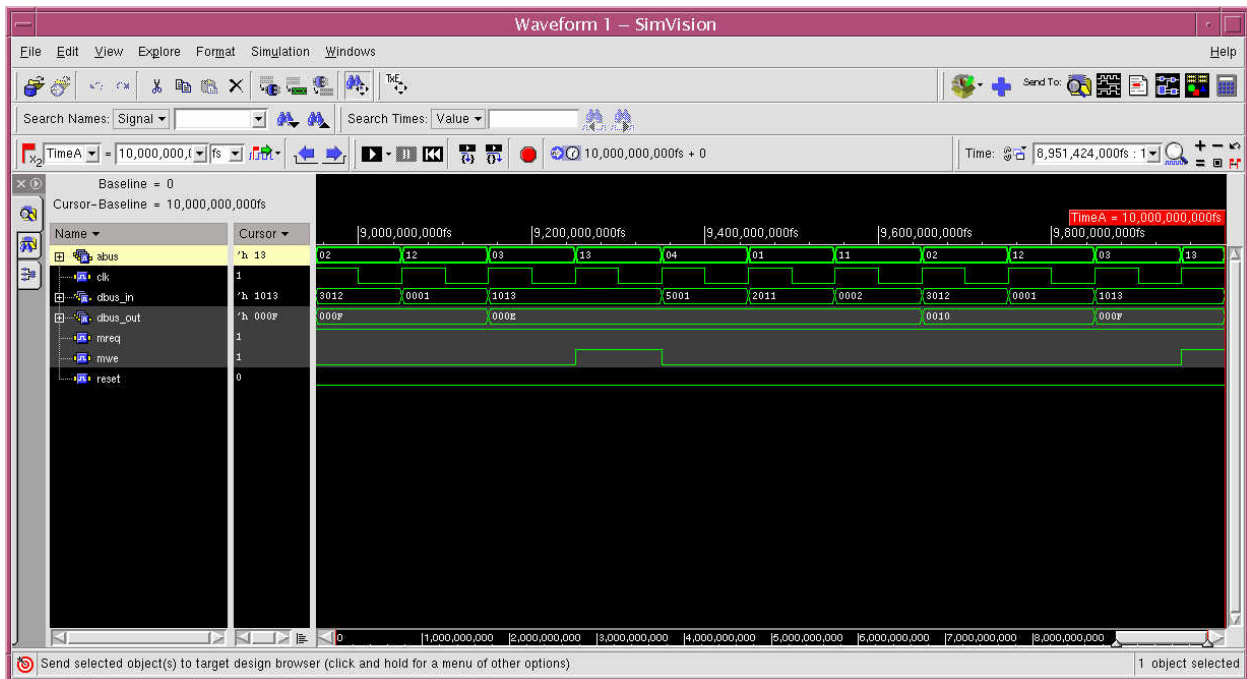 Waveform 1 – SimVision
File Edit View Explore Format Simulation Windows Help
TxE Send To:
Search Names: Signal Search Times: Value
TimeA = 10,000,000,( fs 10,000,000,000fs + 0 Time: 8,951,424,000fs : 1
Baseline = 0
Cursor-Baseline = 10,000,000,000fs
TimeA = 10,000,000,000fs
Name Cursor 9,000,000,000fs 9,200,000,000fs 9,400,000,000fs 9,600,000,000fs 9,800,000,000fs
abus 'h 13 02 12 03 13 04 01 11 02 12 03 13
clk 1
dbus_in 'h 1013 3012 0001 1013 5001 2011 0002 3012 0001 1013
dbus_out 'h 000F 000F 000E 0010 000F
mreq 1
mwe 1
reset 0
0 1,000,000,000 2,000,000,000 3,000,000,000 4,000,000,000 5,000,000,000 6,000,000,000 7,000,000,000 8,000,000,000
Send selected object(s) to target design browser (click and hold for a menu of other options) 1 object selected